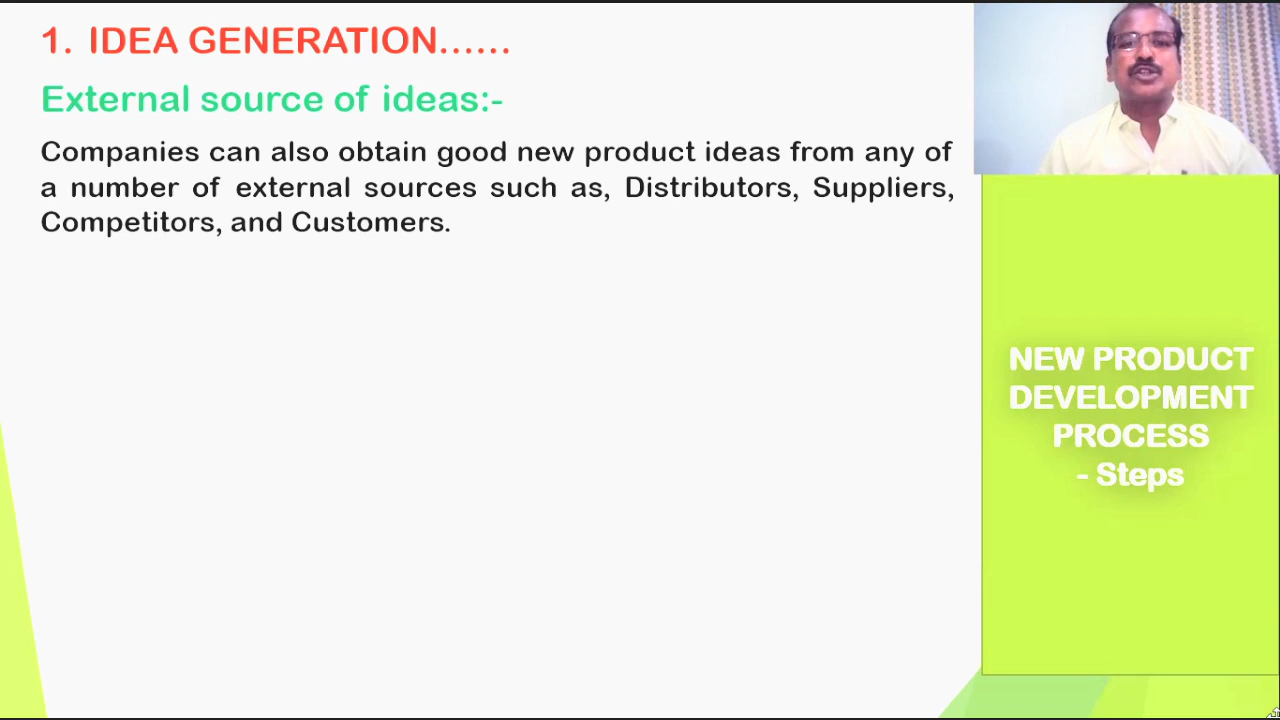 1. IDEA GENERATION……
External source of ideas:-
Companies can also obtain good new product ideas from any of
a number of external sources such as, Distributors, Suppliers,
Competitors, and Customers.
NEW PRODUCT
DEVELOPMENT
PROCESS
- Steps